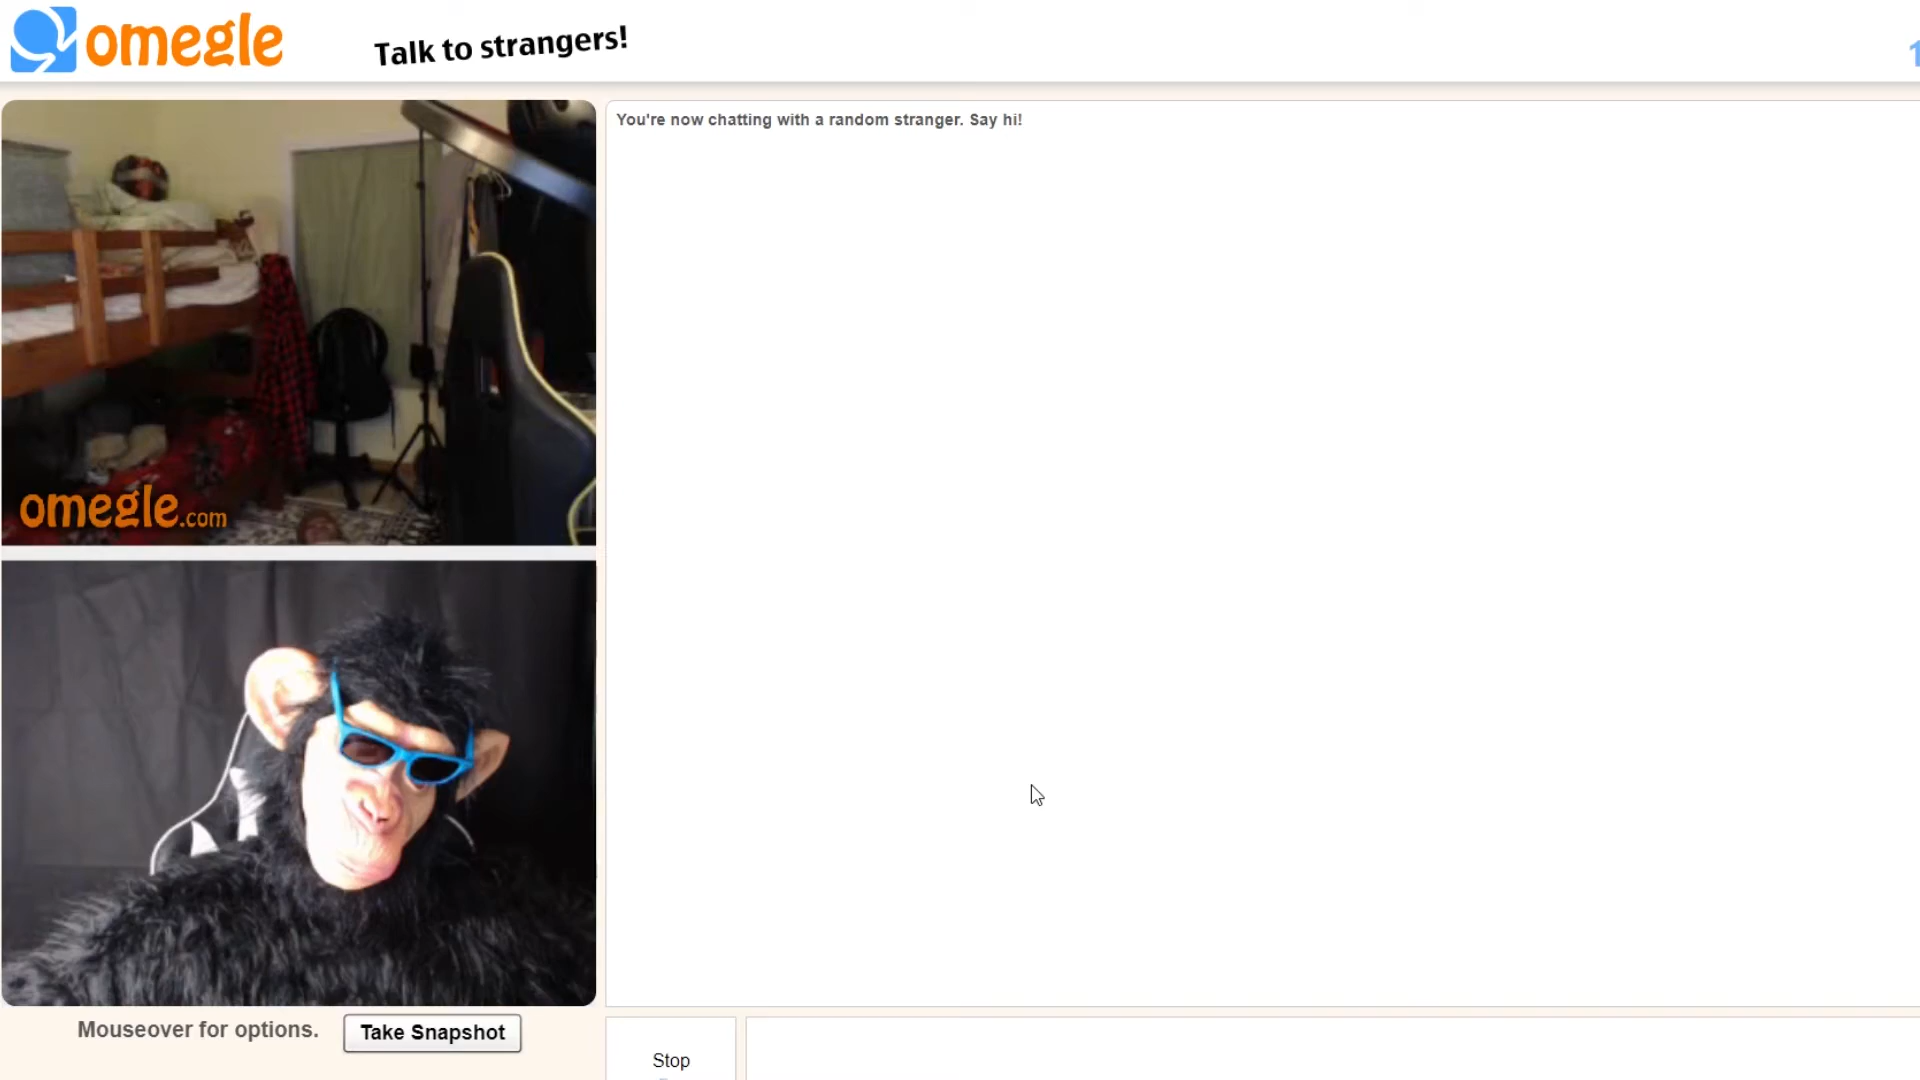 omegle
Talk to strangers!
1
You're now chatting with a random stranger. Say hi!
omegle.com
Mouseover for options.
Take Snapshot
Stop